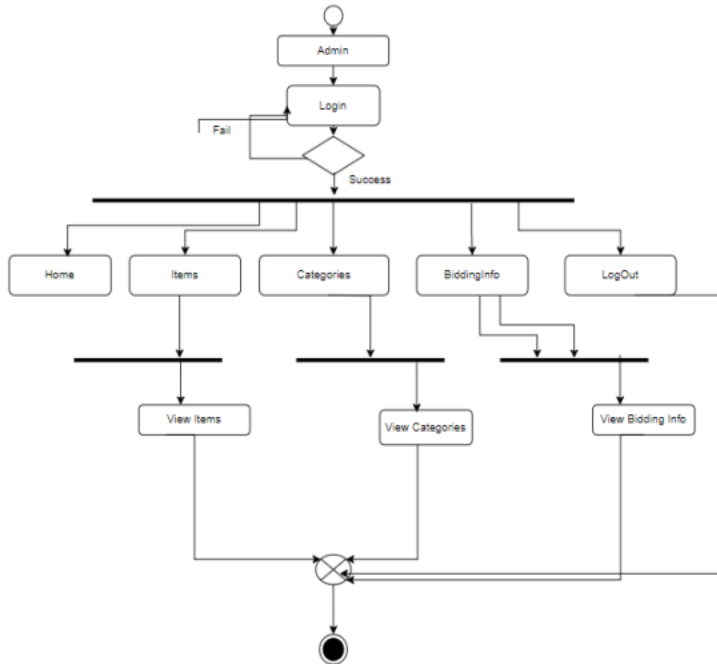 Admin
Login
Fail
Success
Home
Items
Categories
BiddingInfo
LogOut
View Items
View Categories
View Bidding Info